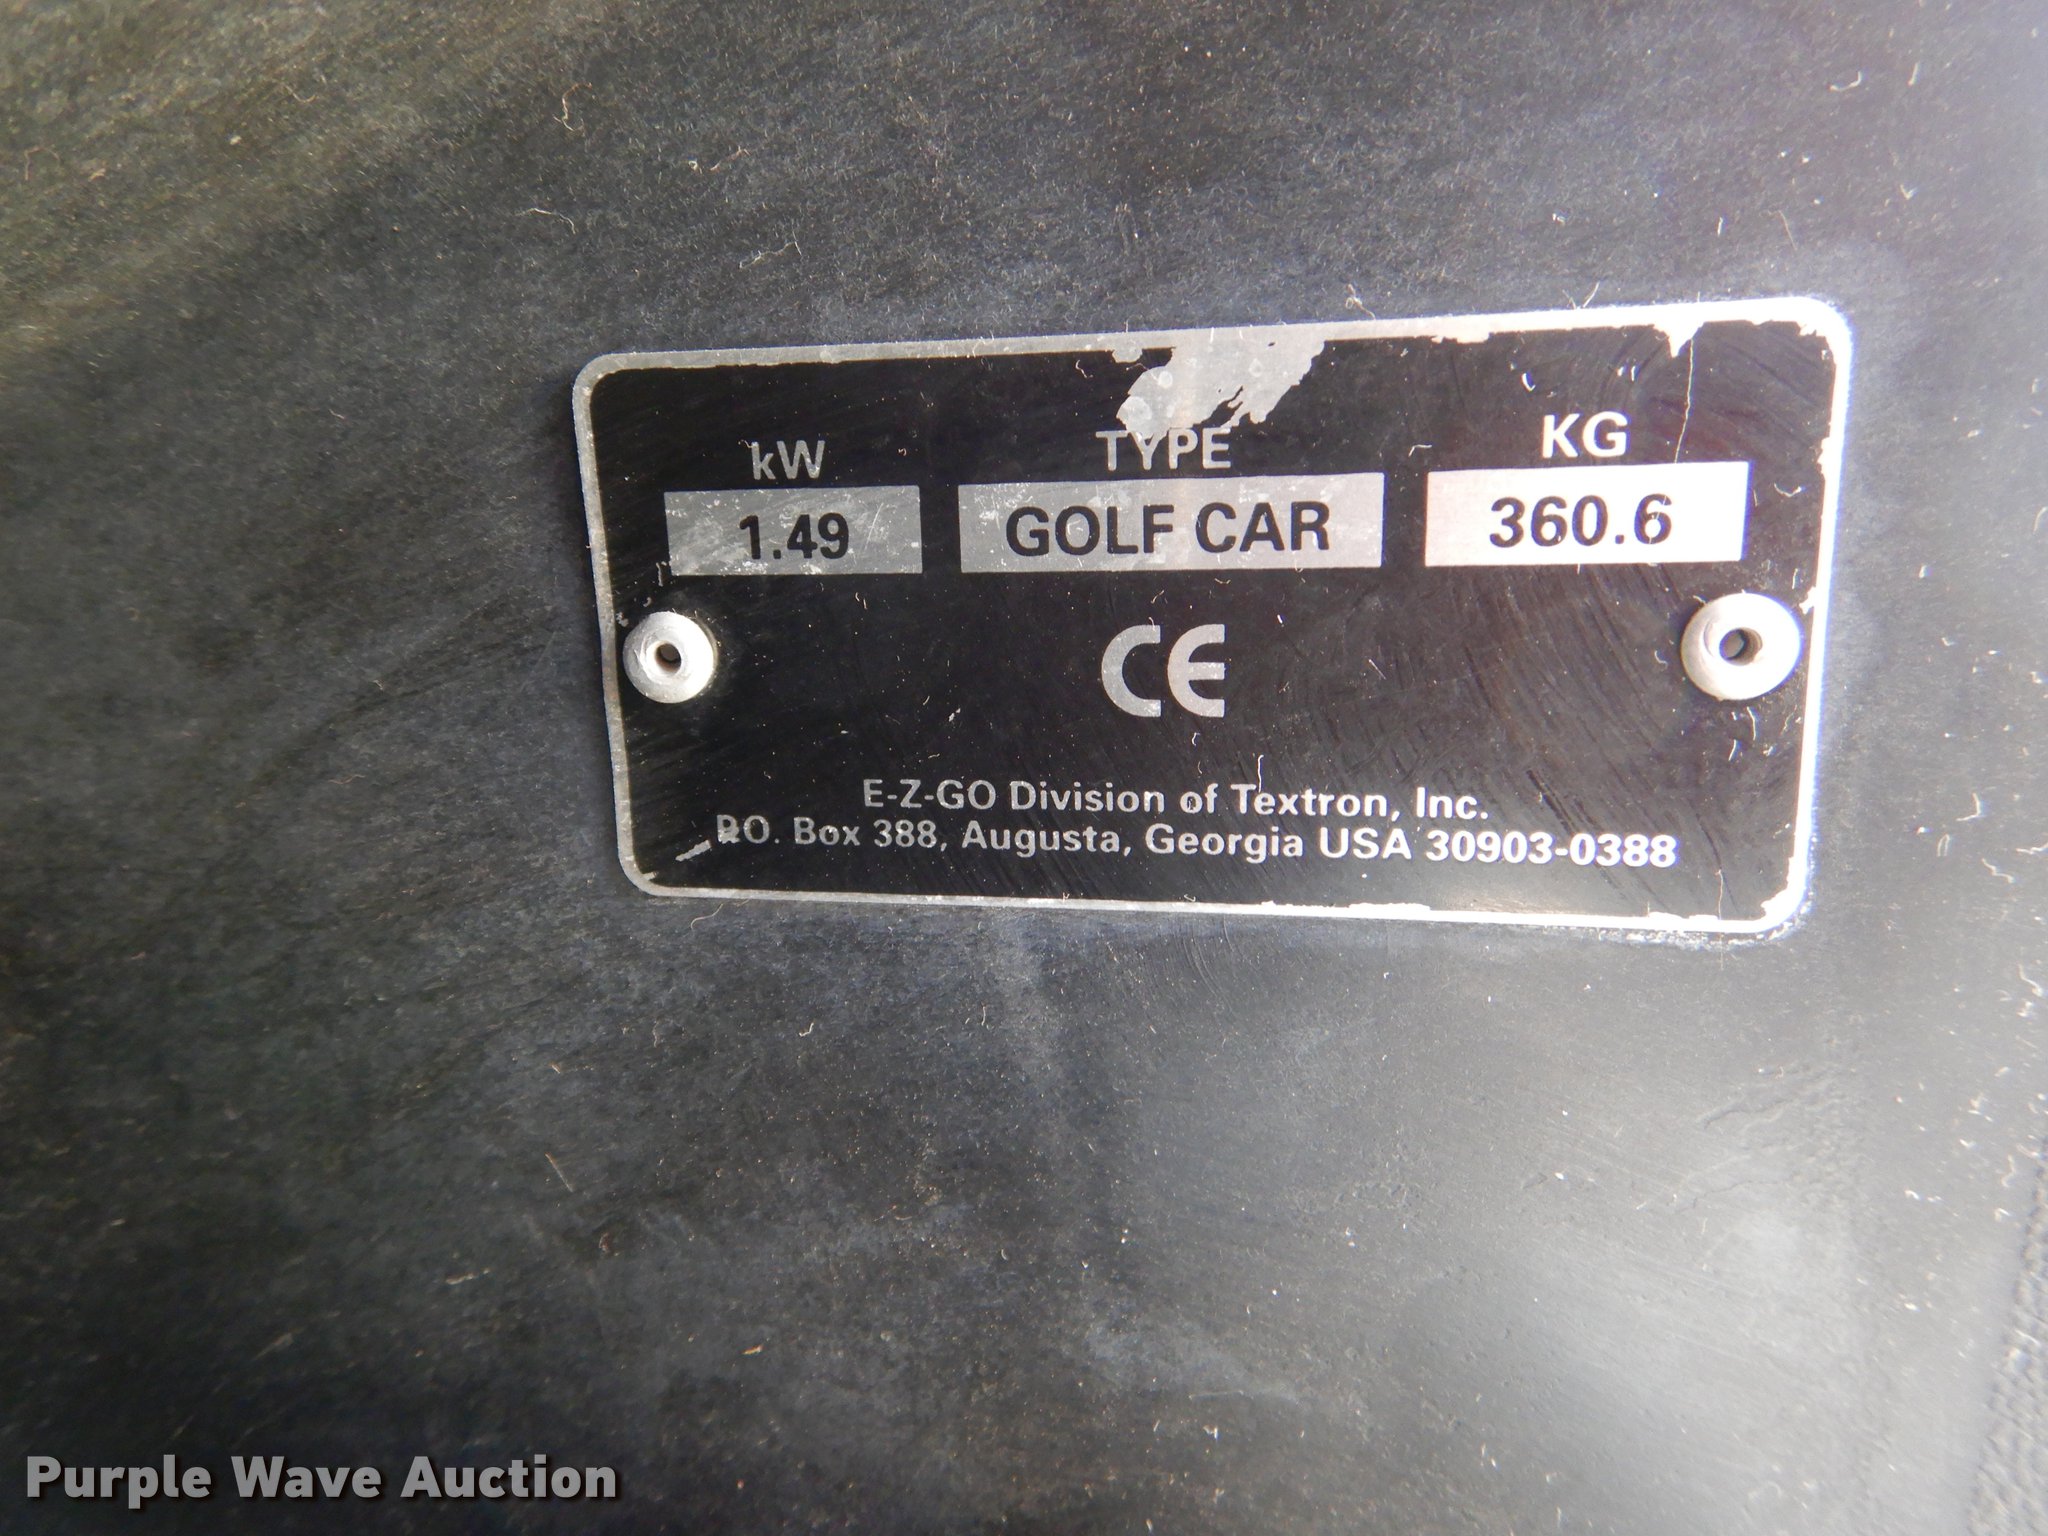 kW TYPE KG
1.49 GOLF CAR 360.6
CE
E-Z-GO Division of Textron, Inc.
P.O. Box 388, Augusta, Georgia USA 30903-0388
Purple Wave Auction